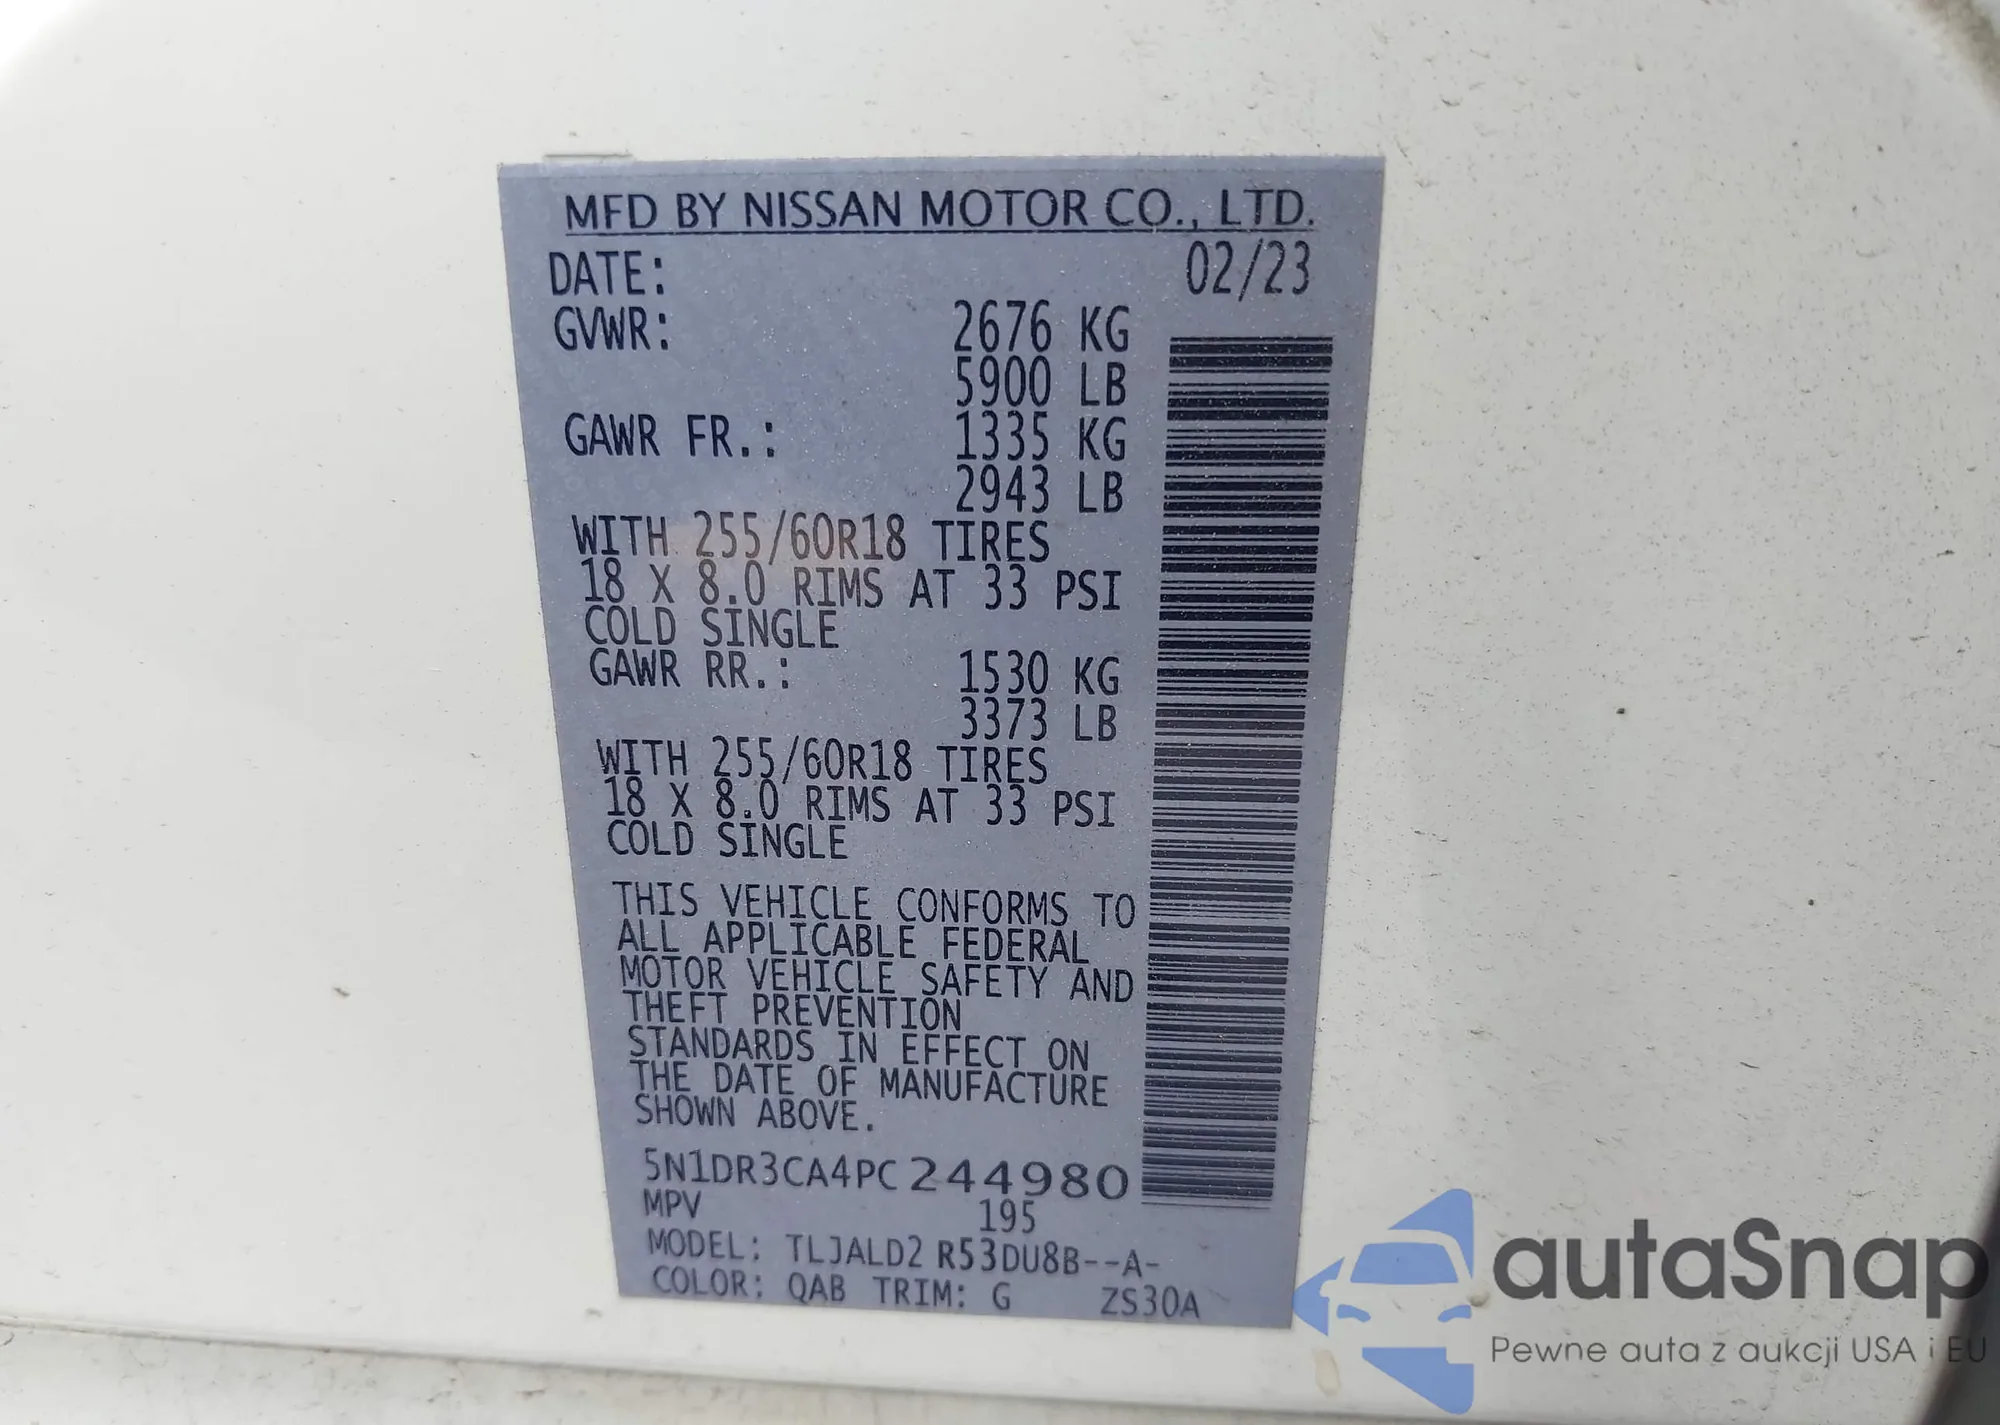 MFD BY NISSAN MOTOR CO., LTD.
DATE: 02/23
GVWR: 2676 KG
5900 LB
GAWR FR.: 1335 KG
2943 LB
WITH 255/60R18 TIRES
18 X 8.0 RIMS AT 33 PSI
COLD SINGLE
GAWR RR.: 1530 KG
3373 LB
WITH 255/60R18 TIRES
18 X 8.0 RIMS AT 33 PSI
COLD SINGLE
THIS VEHICLE CONFORMS TO
ALL APPLICABLE FEDERAL
MOTOR VEHICLE SAFETY AND
THEFT PREVENTION
STANDARDS IN EFFECT ON
THE DATE OF MANUFACTURE
SHOWN ABOVE.
5N1DR3CA4PC244980
MPV 195
MODEL: TLJALD2 R53DU8B--A-
COLOR: QAB TRIM: G ZS30A
autaSnap
Pewne auta z aukcji USA i EU